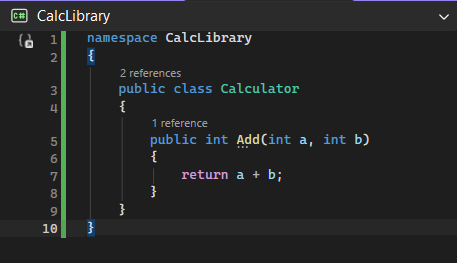 C# CalcLibrary
1 namespace CalcLibrary
2 {
2 references
3 public class Calculator
4 {
1 reference
5 public int Add(int a, int b)
6 {
7 return a + b;
8 }
9 }
10 }